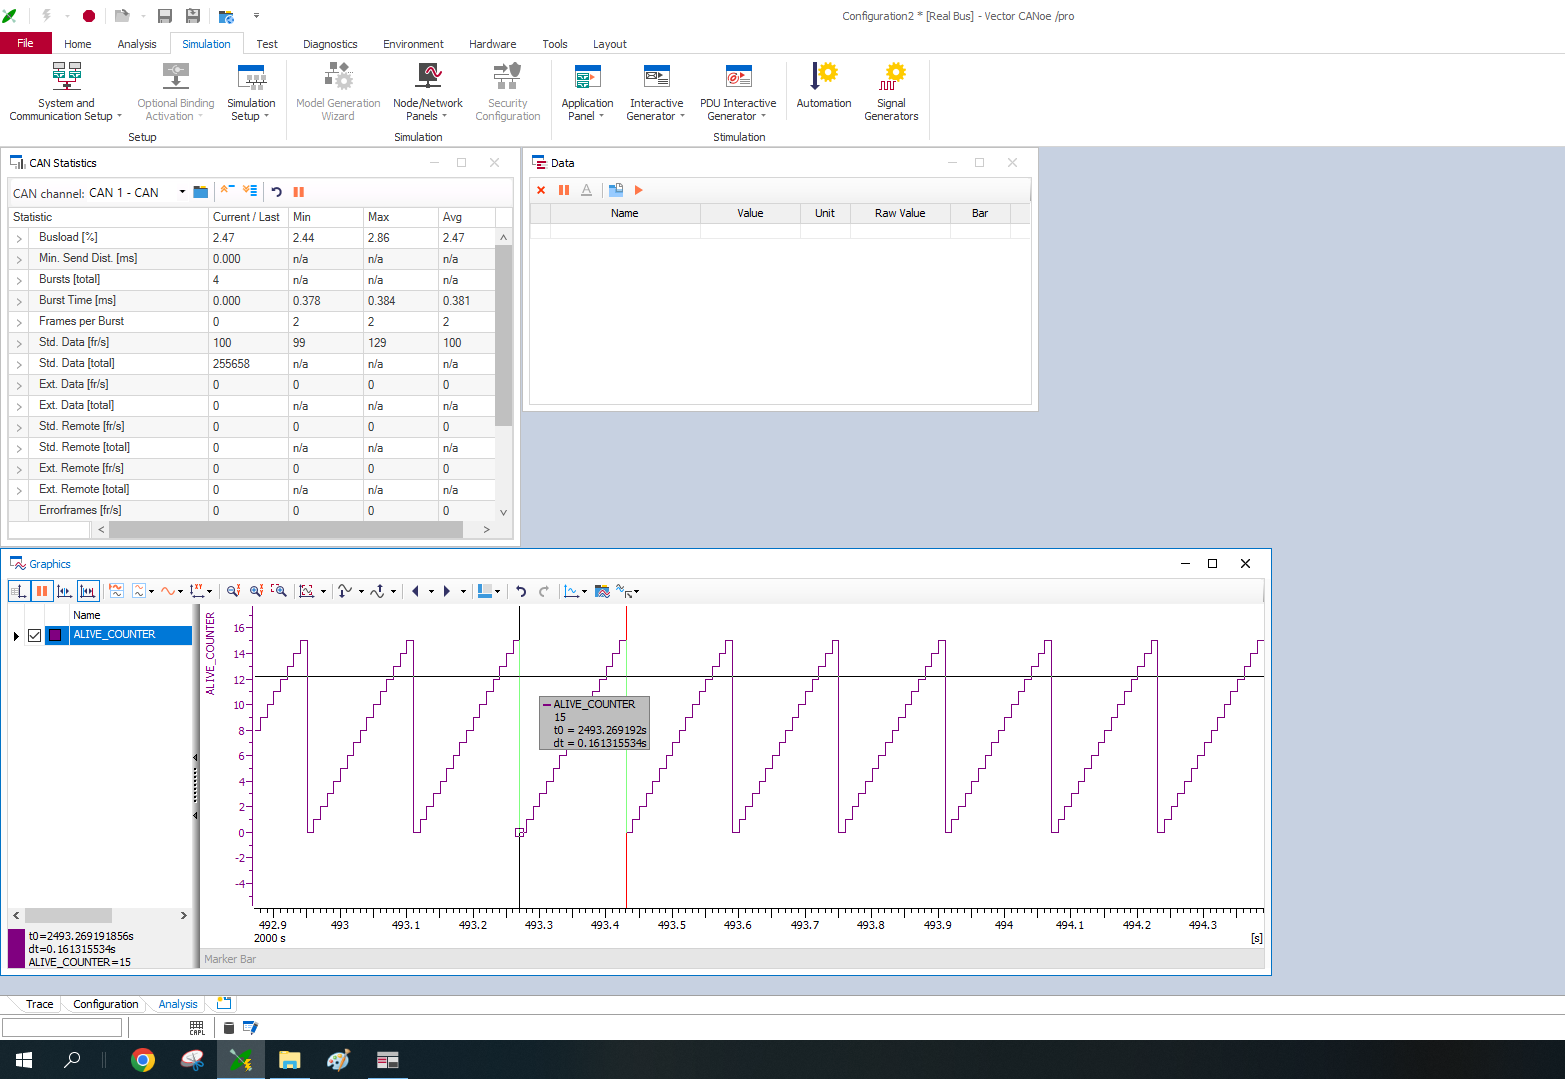 Configuration2 * [Real Bus] - Vector CANoe /pro
File Home Analysis Simulation Test Diagnostics Environment Hardware Tools Layout
System and Communication Setup
Optional Binding Activation
Simulation Setup
Model Generation Wizard
Node/Network Panels
Security Configuration
Application Panel
Interactive Generator
PDU Interactive Generator
Automation
Signal Generators
Setup Simulation Stimulation
CAN Statistics
CAN channel: CAN 1 - CAN
Statistic Current / Last Min Max Avg
Busload [%] 2.47 2.44 2.86 2.47
Min. Send Dist. [ms] 0.000 n/a n/a n/a
Bursts [total] 4 n/a n/a n/a
Burst Time [ms] 0.000 0.378 0.384 0.381
Frames per Burst 0 2 2 2
Std. Data [fr/s] 100 99 129 100
Std. Data [total] 255658 n/a n/a n/a
Ext. Data [fr/s] 0 0 0 0
Ext. Data [total] 0 n/a n/a n/a
Std. Remote [fr/s] 0 0 0 0
Std. Remote [total] 0 n/a n/a n/a
Ext. Remote [fr/s] 0 0 0 0
Ext. Remote [total] 0 n/a n/a n/a
Errorframes [fr/s] 0 0 0 0
Data
Name Value Unit Raw Value Bar
Graphics
Name
ALIVE_COUNTER
t0=2493.269191856s
dt=0.161315534s
ALIVE_COUNTER=15
ALIVE_COUNTER
16
14
12
10
8
6
4
2
0
-2
-4
ALIVE_COUNTER
15
t0 = 2493.269192s
dt = 0.161315534s
492.9 493 493.1 493.2 493.3 493.4 493.5 493.6 493.7 493.8 493.9 494 494.1 494.2 494.3
2000 s [s]
Marker Bar
Trace Configuration Analysis
CAPL